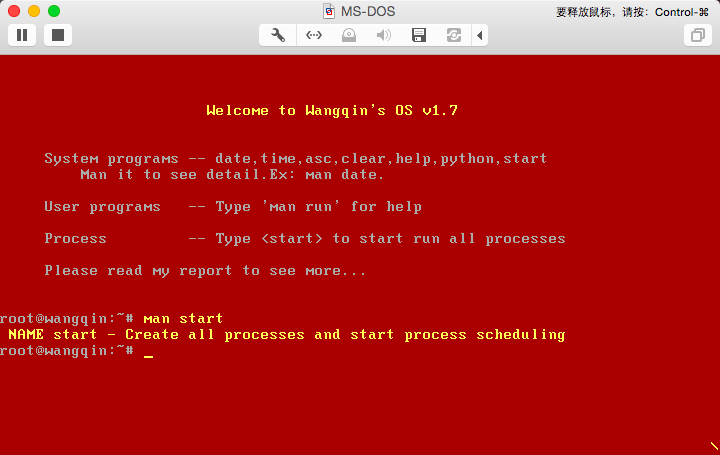 MS-DOS
要释放鼠标，请按：Control-⌘
Welcome to Wangqin's OS v1.7
System programs -- date,time,asc,clear,help,python,start
Man it to see detail.Ex: man date.
User programs -- Type 'man run' for help
Process -- Type <start> to start run all processes
Please read my report to see more...
root@wangqin:~# man start
NAME start - Create all processes and start process scheduling
root@wangqin:~# _
\